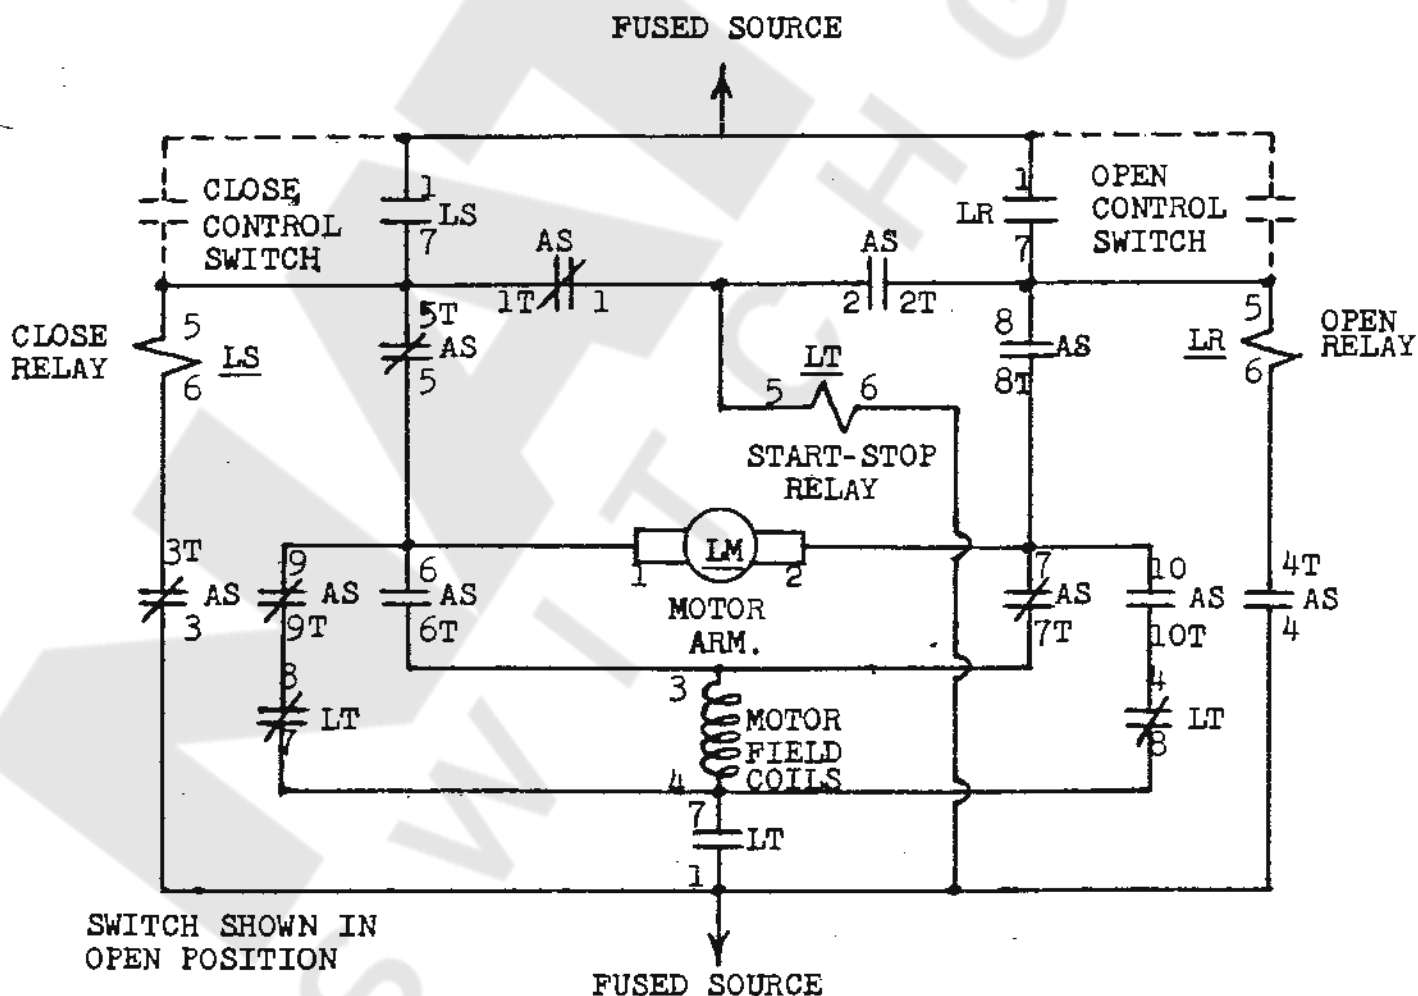 FUSED SOURCE
CLOSE
CONTROL
SWITCH
1
LS
7
AS
1T 1
AS
2 2T
1
LR
7
OPEN
CONTROL
SWITCH
CLOSE
RELAY
5
LS
6
5T
AS
5
LT
5 6
START-STOP
RELAY
8
AS
8T
5
LR
6
OPEN
RELAY
3T
AS
3
9
AS
9T
6
AS
6T
1 LM 2
MOTOR
ARM.
7
AS
7T
10
AS
10T
4T
AS
4
8
LT
7
3
MOTOR
FIELD
COILS
4
4
LT
8
7
LT
1
SWITCH SHOWN IN
OPEN POSITION
FUSED SOURCE
SWITCH